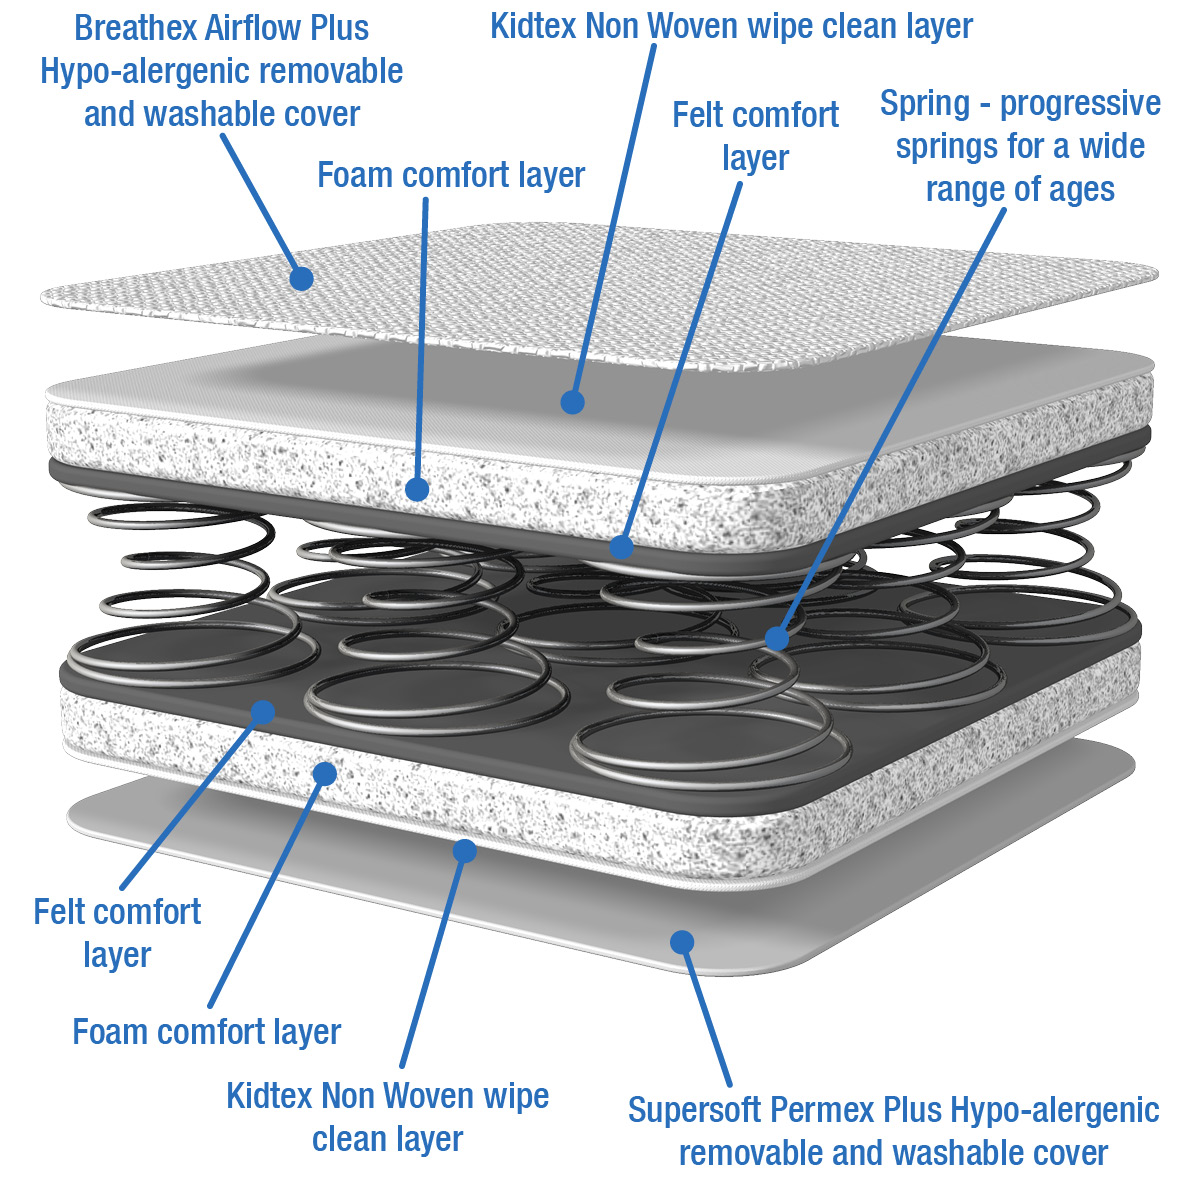 Breathex Airflow Plus
Hypo-alergenic removable
and washable cover
Kidtex Non Woven wipe clean layer
Foam comfort layer
Felt comfort
layer
Spring - progressive
springs for a wide
range of ages
Felt comfort
layer
Foam comfort layer
Kidtex Non Woven wipe
clean layer
Supersoft Permex Plus Hypo-alergenic
removable and washable cover